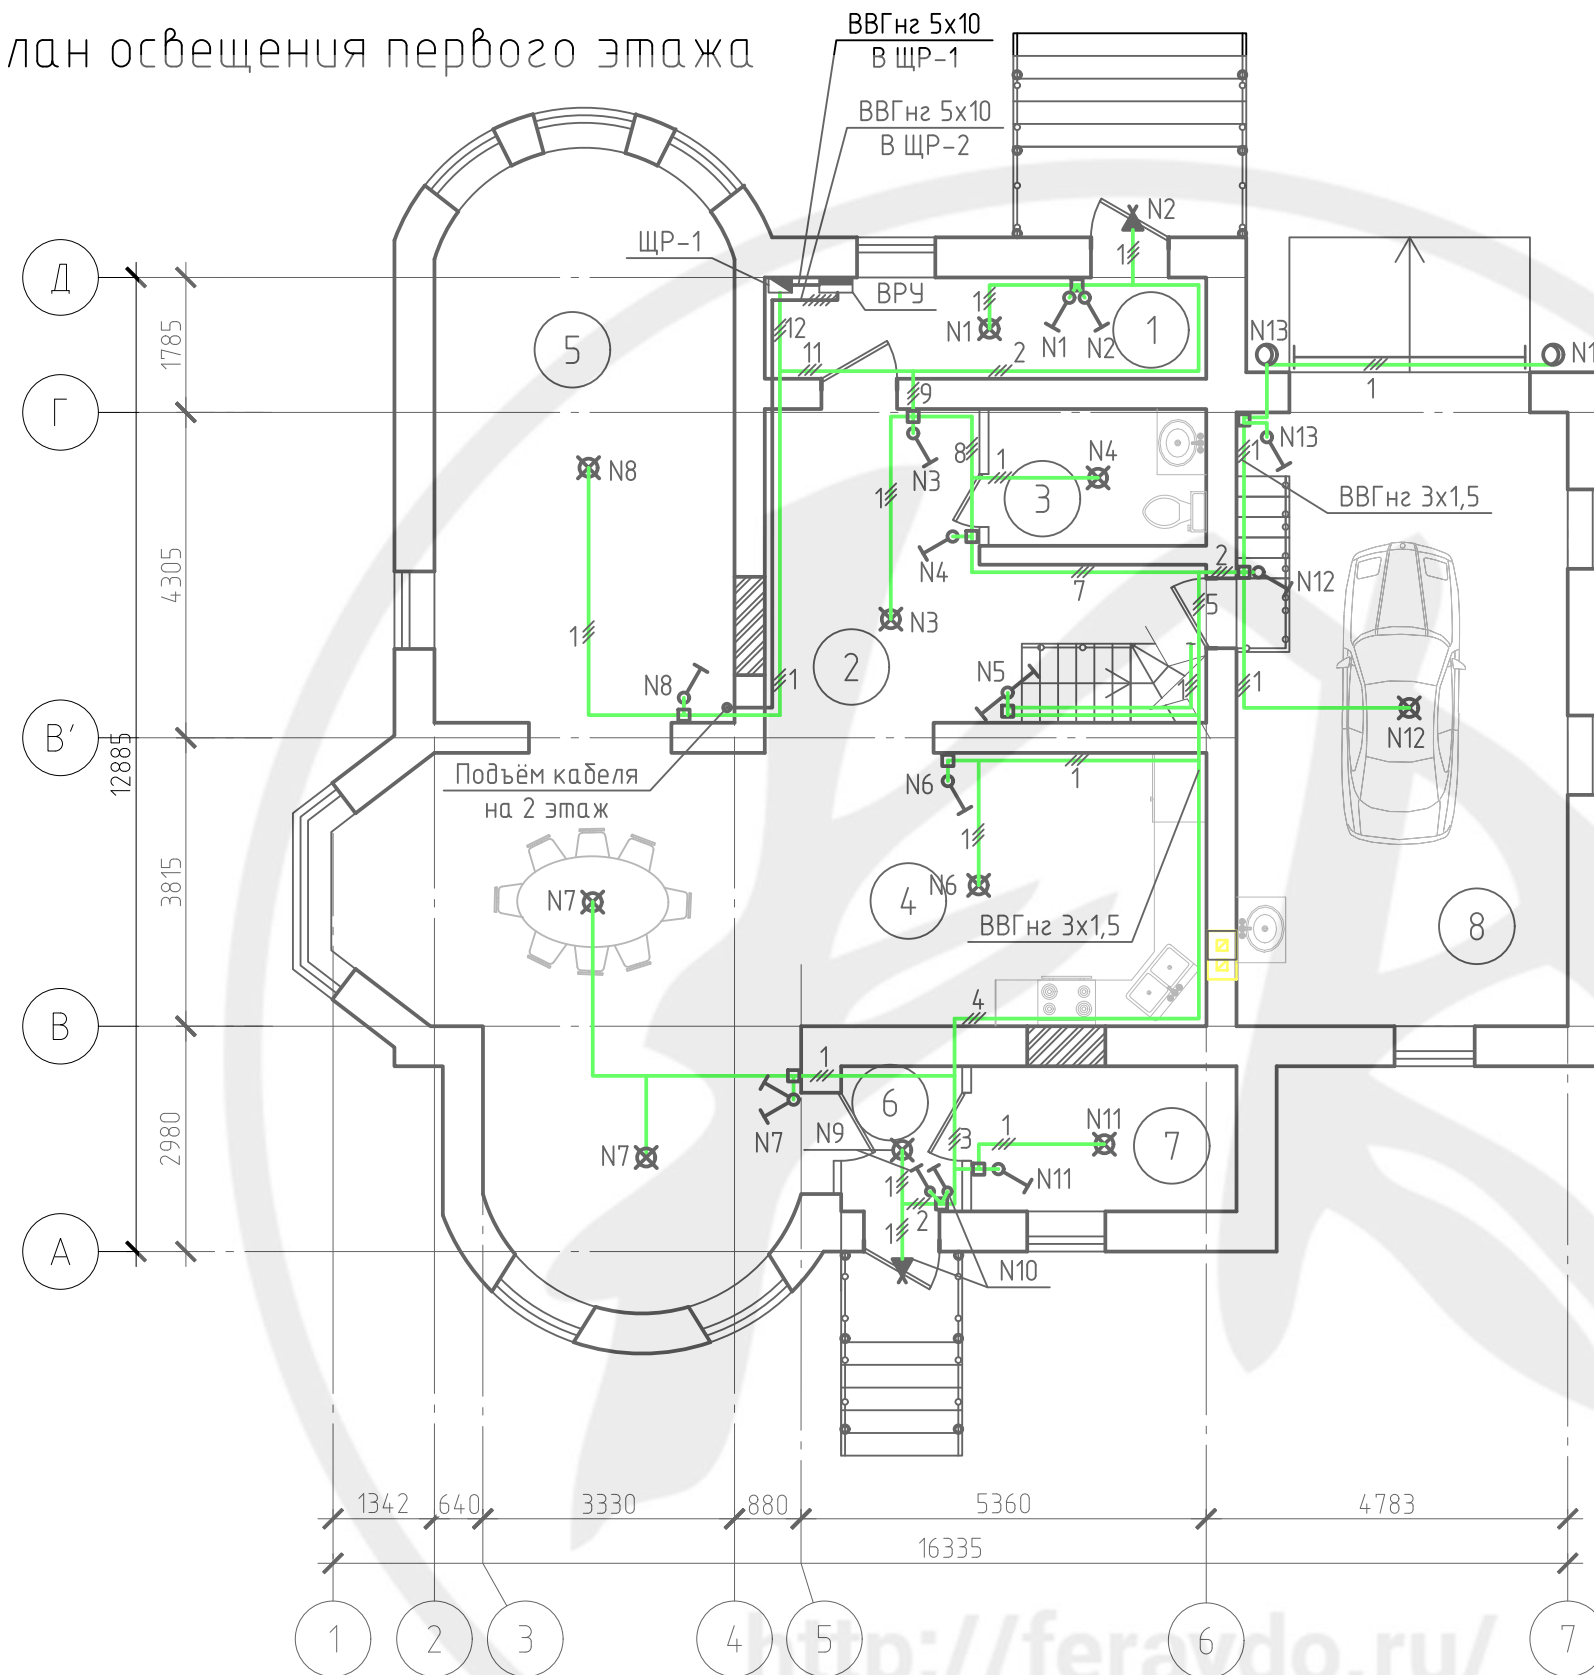 лан освещения первого этажа
ВВГнг 5х10
В ЩР-1
ВВГнг 5х10
В ЩР-2
ЩР-1
ВРУ
N2
1
1
N1
N1
N2
1
N13
N1
1
Д
1785
5
12
11
2
9
Г
N8
N3
8
1
N4
3
N13
1
ВВГнг 3х1,5
1
4305
N4
7
2
N12
5
N3
1
2
N8
1
N5
1
1
N12
В'
12885
Подъём кабеля
на 2 этаж
N6
1
1
3815
N7
N6
4
ВВГнг 3х1,5
8
В
4
1
2980
6
N7
N9
3
1
N11
7
N7
1
N11
2
1
А
N10
1342
640
3330
880
5360
4783
16335
1
2
3
4
5
6
7
http://feravdo.ru/